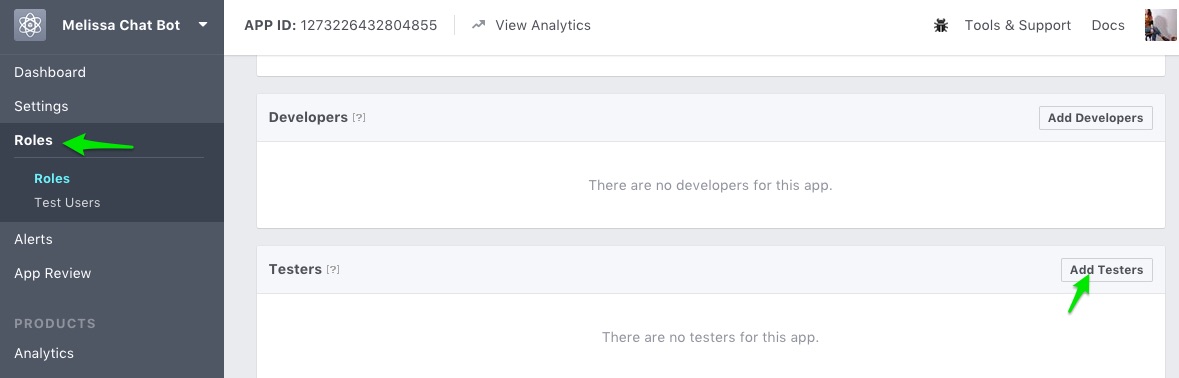 Melissa Chat Bot
APP ID: 1273226432804855
View Analytics
Tools & Support
Docs
Dashboard
Settings
Roles
Roles
Test Users
Alerts
App Review
PRODUCTS
Analytics
Developers [?]
Add Developers
There are no developers for this app.
Testers [?]
Add Testers
There are no testers for this app.